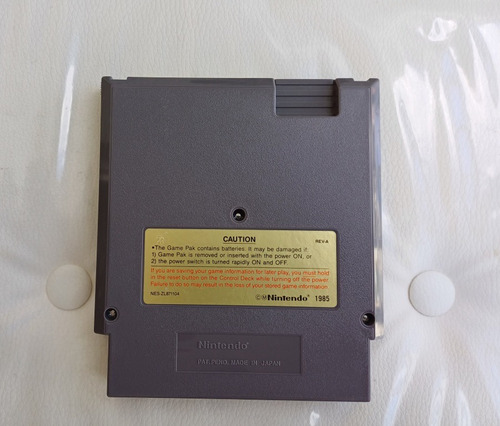 CAUTION
REV-A
•The Game Pak contains batteries: It may be damaged if:
1) Game Pak is removed or inserted with the power ON, or
2) the power switch is turned rapidly ON and OFF.
If you are saving your game information for later play, you must hold
in the reset button on the Control Deck while turning off the power.
Failure to do so may result in the loss of your stored game information.
NES-ZL871104
©M Nintendo 1985
Nintendo
PAT. PEND. MADE IN JAPAN